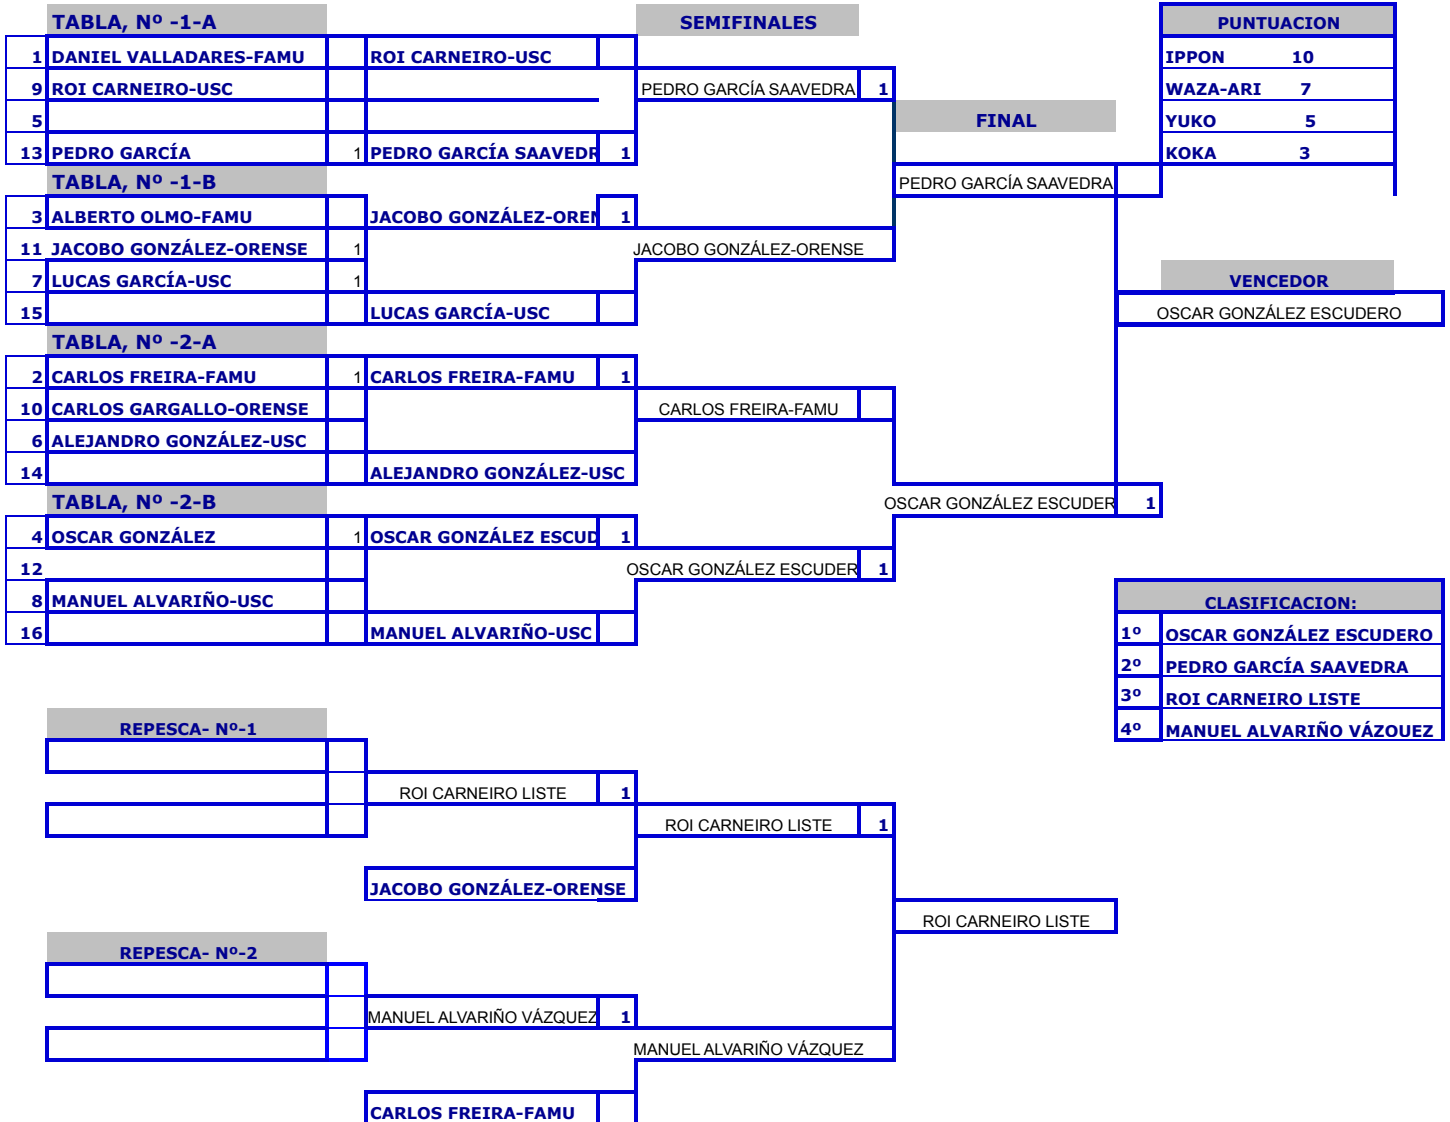 TABLA, Nº -1-A SEMIFINALES PUNTUACION
1 DANIEL VALLADARES-FAMU ROI CARNEIRO-USC IPPON 10
9 ROI CARNEIRO-USC PEDRO GARCÍA SAAVEDRA 1 WAZA-ARI 7
5 FINAL YUKO 5
13 PEDRO GARCÍA 1 PEDRO GARCÍA SAAVEDR 1 KOKA 3
TABLA, Nº -1-B PEDRO GARCÍA SAAVEDRA
3 ALBERTO OLMO-FAMU JACOBO GONZÁLEZ-OREN 1
11 JACOBO GONZÁLEZ-ORENSE 1 JACOBO GONZÁLEZ-ORENSE
7 LUCAS GARCÍA-USC 1 VENCEDOR
15 LUCAS GARCÍA-USC OSCAR GONZÁLEZ ESCUDERO
TABLA, Nº -2-A
2 CARLOS FREIRA-FAMU 1 CARLOS FREIRA-FAMU 1
10 CARLOS GARGALLO-ORENSE CARLOS FREIRA-FAMU
6 ALEJANDRO GONZÁLEZ-USC
14 ALEJANDRO GONZÁLEZ-USC
TABLA, Nº -2-B OSCAR GONZÁLEZ ESCUDER 1
4 OSCAR GONZÁLEZ 1 OSCAR GONZÁLEZ ESCUD 1
12 OSCAR GONZÁLEZ ESCUDER 1
8 MANUEL ALVARIÑO-USC CLASIFICACION:
16 MANUEL ALVARIÑO-USC 1º OSCAR GONZÁLEZ ESCUDERO
2º PEDRO GARCÍA SAAVEDRA
3º ROI CARNEIRO LISTE
REPESCA- Nº-1 4º MANUEL ALVARIÑO VÁZQUEZ
ROI CARNEIRO LISTE 1
ROI CARNEIRO LISTE 1
JACOBO GONZÁLEZ-ORENSE
ROI CARNEIRO LISTE
REPESCA- Nº-2
MANUEL ALVARIÑO VÁZQUEZ 1
MANUEL ALVARIÑO VÁZQUEZ
CARLOS FREIRA-FAMU